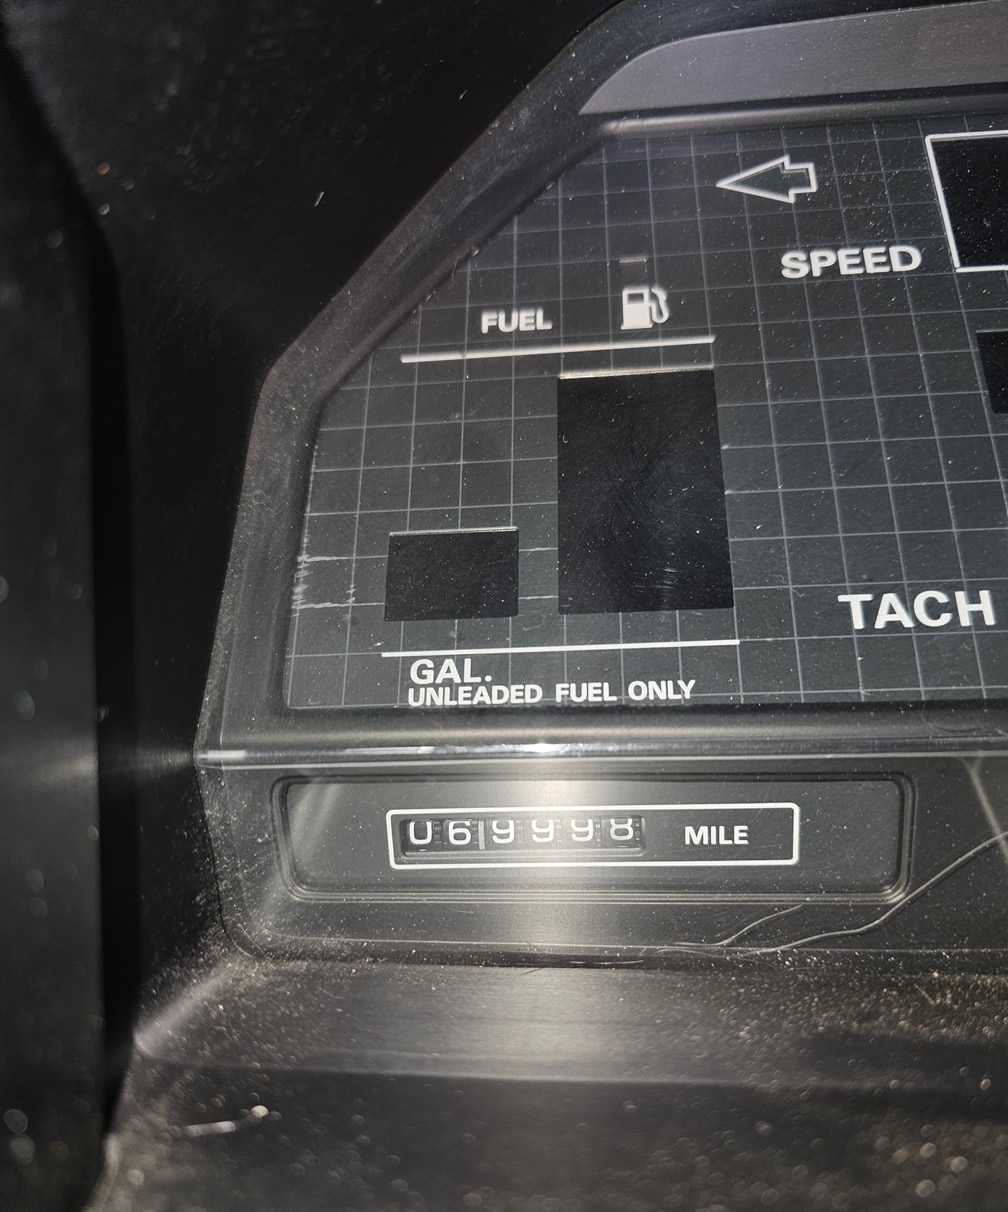 SPEED
FUEL
TACH
GAL.
UNLEADED FUEL ONLY
069998 MILE